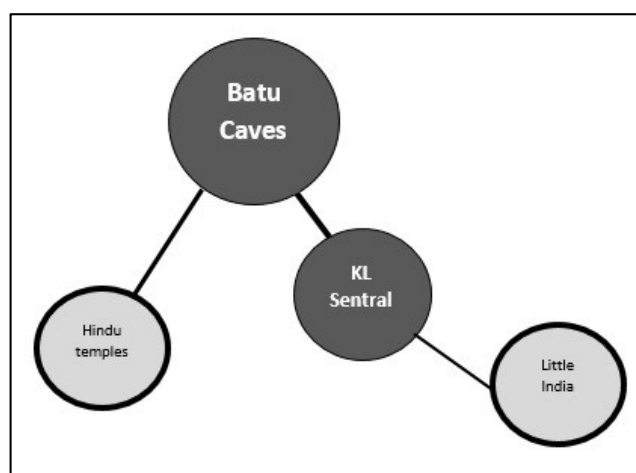 Batu
Caves
KL
Sentral
Hindu
temples
Little
India